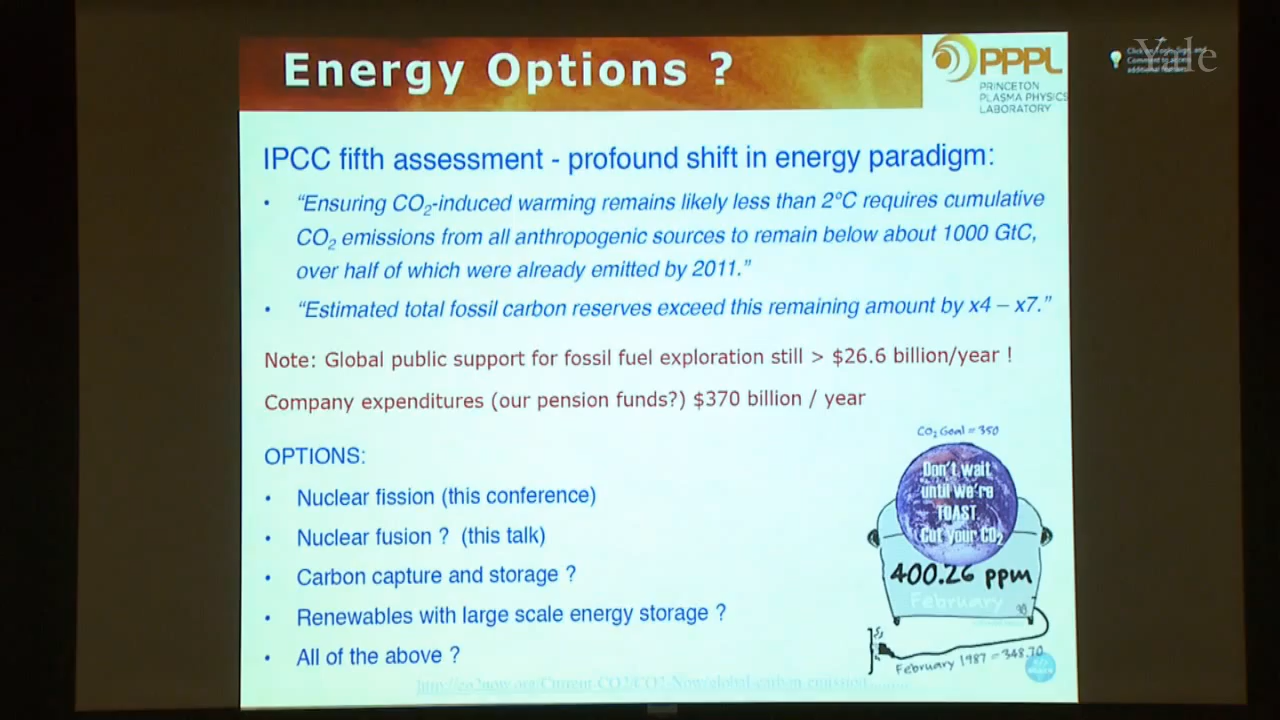 Energy Options ?
PPPL
PRINCETON
PLASMA PHYSICS
LABORATORY
Yale
IPCC fifth assessment - profound shift in energy paradigm:
• “Ensuring CO₂-induced warming remains likely less than 2ºC requires cumulative
CO₂ emissions from all anthropogenic sources to remain below about 1000 GtC,
over half of which were already emitted by 2011.”
• “Estimated total fossil carbon reserves exceed this remaining amount by x4 – x7.”
Note: Global public support for fossil fuel exploration still > $26.6 billion/year !
Company expenditures (our pension funds?) $370 billion / year
OPTIONS:
• Nuclear fission (this conference)
• Nuclear fusion ? (this talk)
• Carbon capture and storage ?
• Renewables with large scale energy storage ?
• All of the above ?
CO₂ Goal = 350
Don't wait
until we're
TOAST.
Cut your CO₂
400.26 ppm
February
February 1987 = 348.70